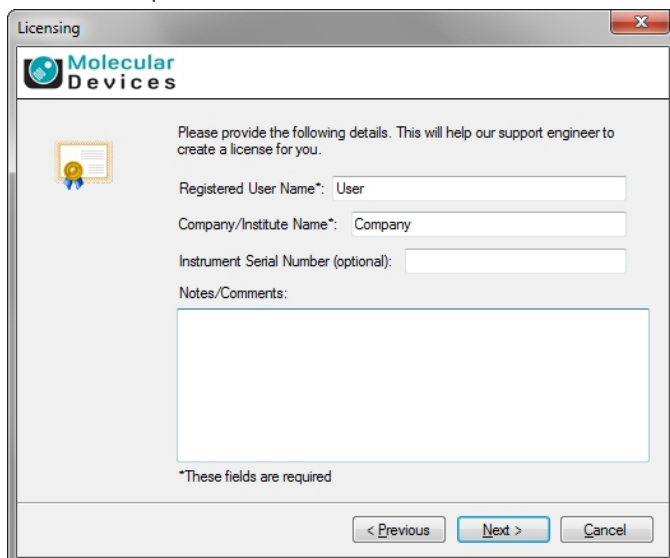 Licensing
Molecular
Devices
Please provide the following details. This will help our support engineer to
create a license for you.
Registered User Name*: User
Company/Institute Name*: Company
Instrument Serial Number (optional):
Notes/Comments:
*These fields are required
< Previous Next > Cancel